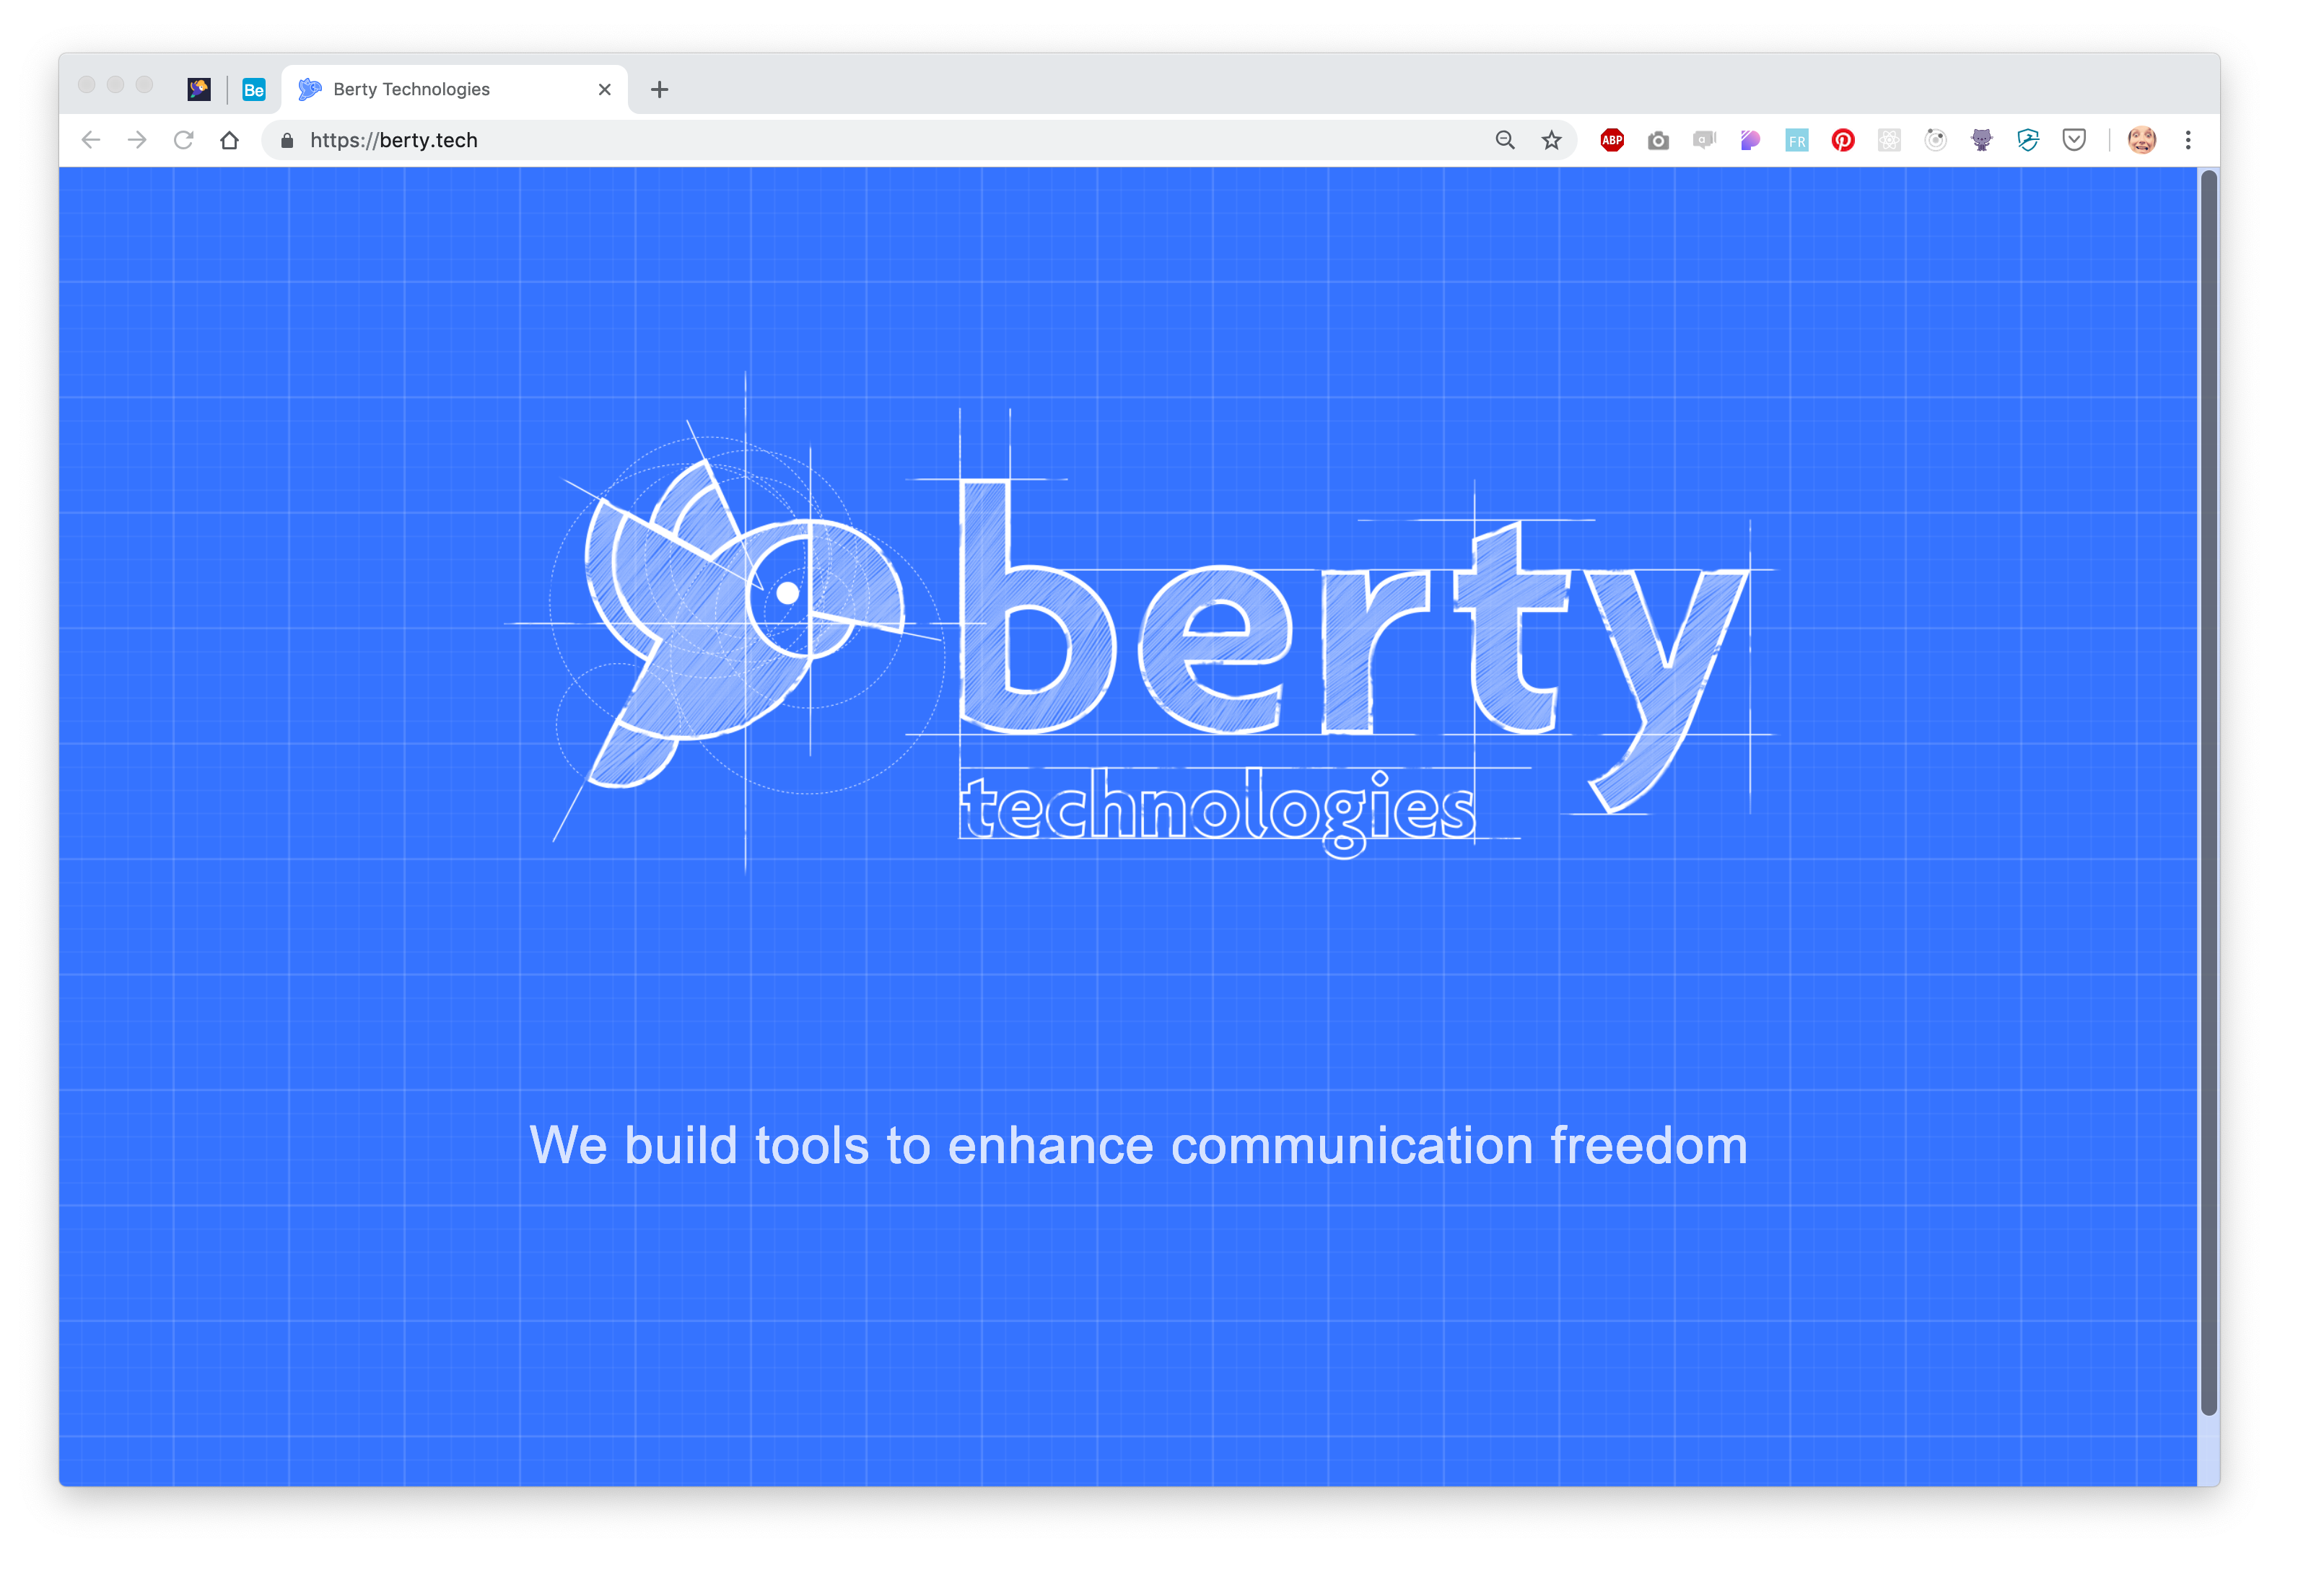 Be
Berty Technologies
https://berty.tech
ABP
a
FR
berty
technologies
We build tools to enhance communication freedom